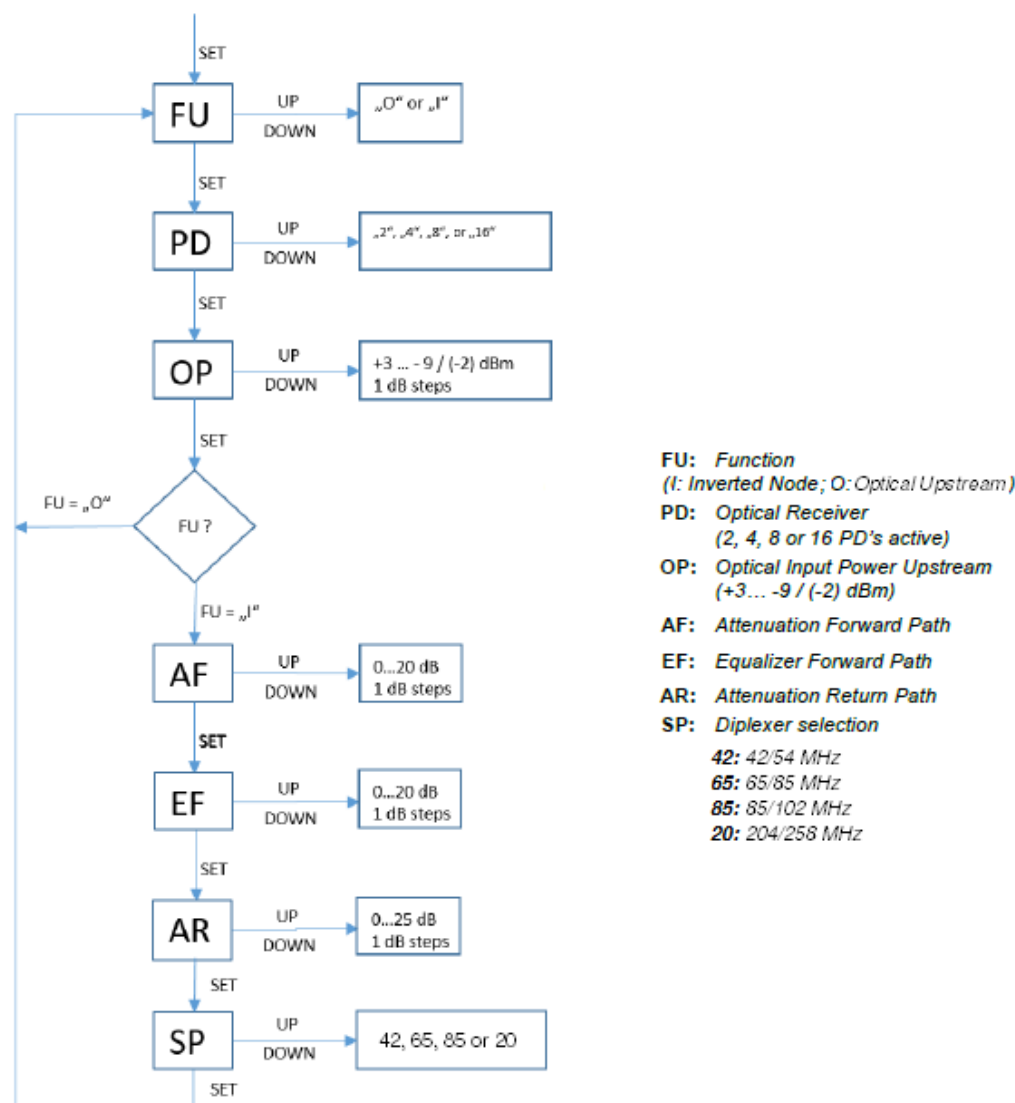 SET
FU
UP
DOWN
„O“ or „I“
SET
PD
UP
DOWN
„2“, „4“, „8“, or „16“
SET
OP
UP
DOWN
+3 ... - 9 / (-2) dBm
1 dB steps
SET
FU = „O“
FU ?
FU = „I“
AF
UP
DOWN
0...20 dB
1 dB steps
SET
EF
UP
DOWN
0...20 dB
1 dB steps
SET
AR
UP
DOWN
0...25 dB
1 dB steps
SET
SP
UP
DOWN
42, 65, 85 or 20
SET
FU: Function
(I: Inverted Node; O: Optical Upstream)
PD: Optical Receiver
(2, 4, 8 or 16 PD's active)
OP: Optical Input Power Upstream
(+3... -9 / (-2) dBm)
AF: Attenuation Forward Path
EF: Equalizer Forward Path
AR: Attenuation Return Path
SP: Diplexer selection
42: 42/54 MHz
65: 65/85 MHz
85: 85/102 MHz
20: 204/258 MHz